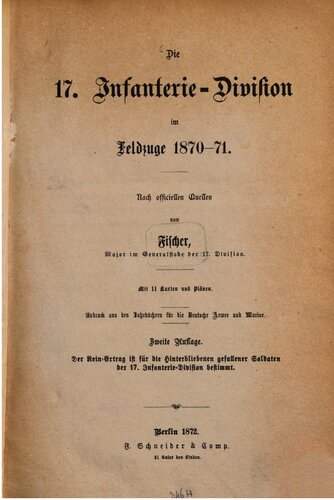 Die
17. Infanterie-Division
im
Feldzuge 1870–71.
Nach officiellen Quellen
von
Fischer,
Major im Generalstabe der 17. Division.
Mit 11 Karten und Plänen.
Abdruck aus den Jahrbüchern für die Deutsche Armee und Marine.
Zweite Auflage.
Der Rein-Ertrag ist für die Hinterbliebenen gefallener Soldaten
der 17. Infanterie-Division bestimmt.
Berlin 1872.
F. Schneider & Comp.
21 Unter den Linden.